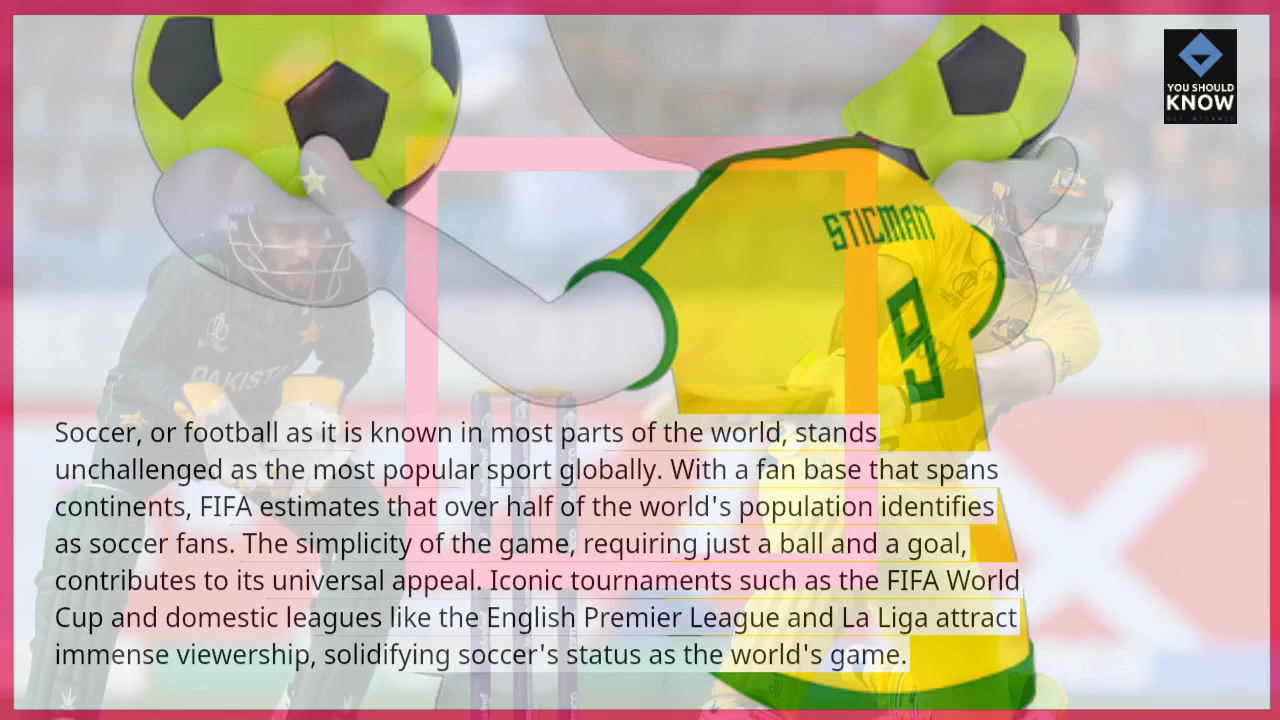 YOU SHOULD
KNOW
GET INFORMED
STICMAN
9
PAKISTA
Soccer, or football as it is known in most parts of the world, stands
unchallenged as the most popular sport globally. With a fan base that spans
continents, FIFA estimates that over half of the world's population identifies
as soccer fans. The simplicity of the game, requiring just a ball and a goal,
contributes to its universal appeal. Iconic tournaments such as the FIFA World
Cup and domestic leagues like the English Premier League and La Liga attract
immense viewership, solidifying soccer's status as the world's game.